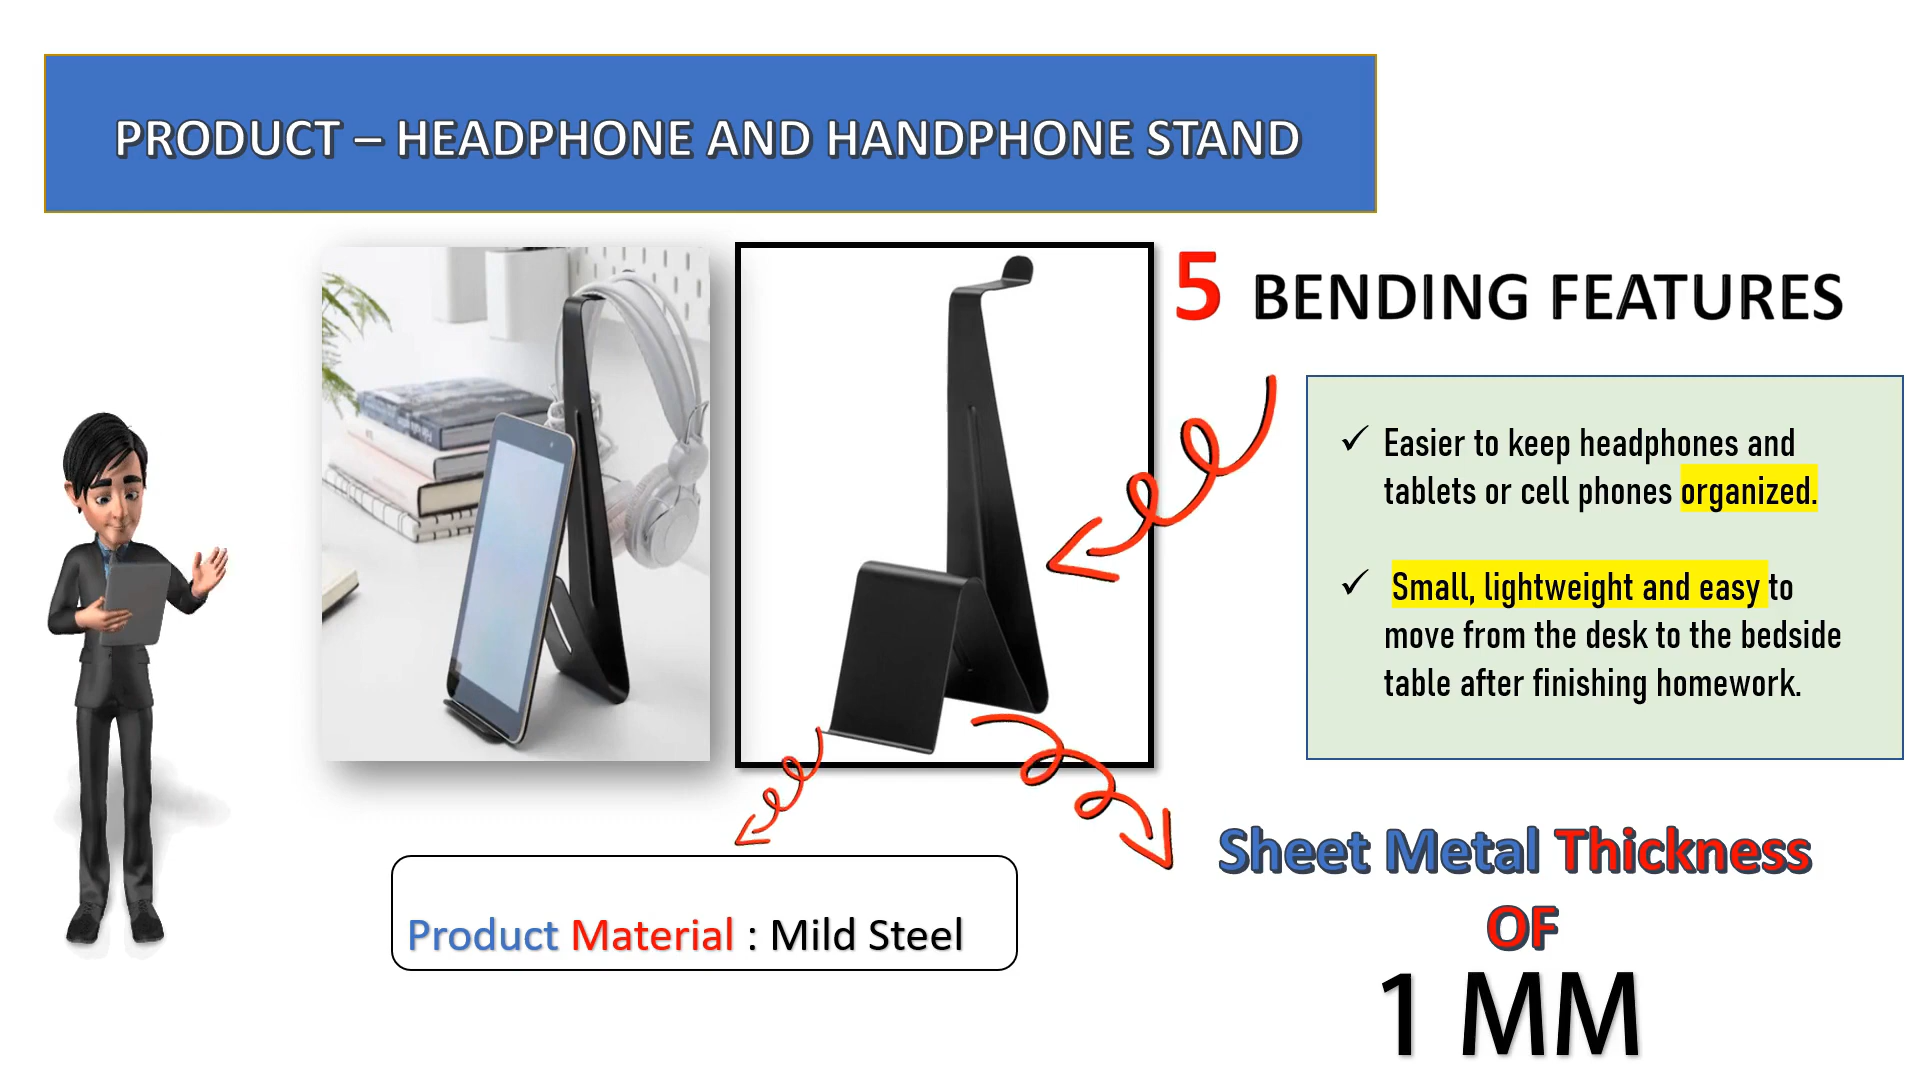 PRODUCT – HEADPHONE AND HANDPHONE STAND
5 BENDING FEATURES
✓ Easier to keep headphones and
tablets or cell phones organized.
✓ Small, lightweight and easy to
move from the desk to the bedside
table after finishing homework.
Product Material : Mild Steel
Sheet Metal Thickness
OF
1 MM